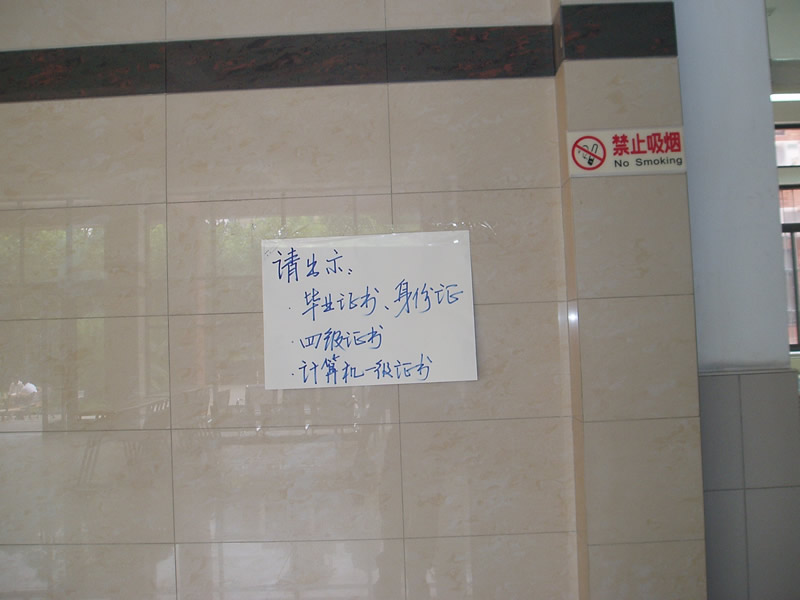 禁止吸烟
No Smoking
请出示:
·毕业证书、身份证
·四级证书
·计算机一级证书